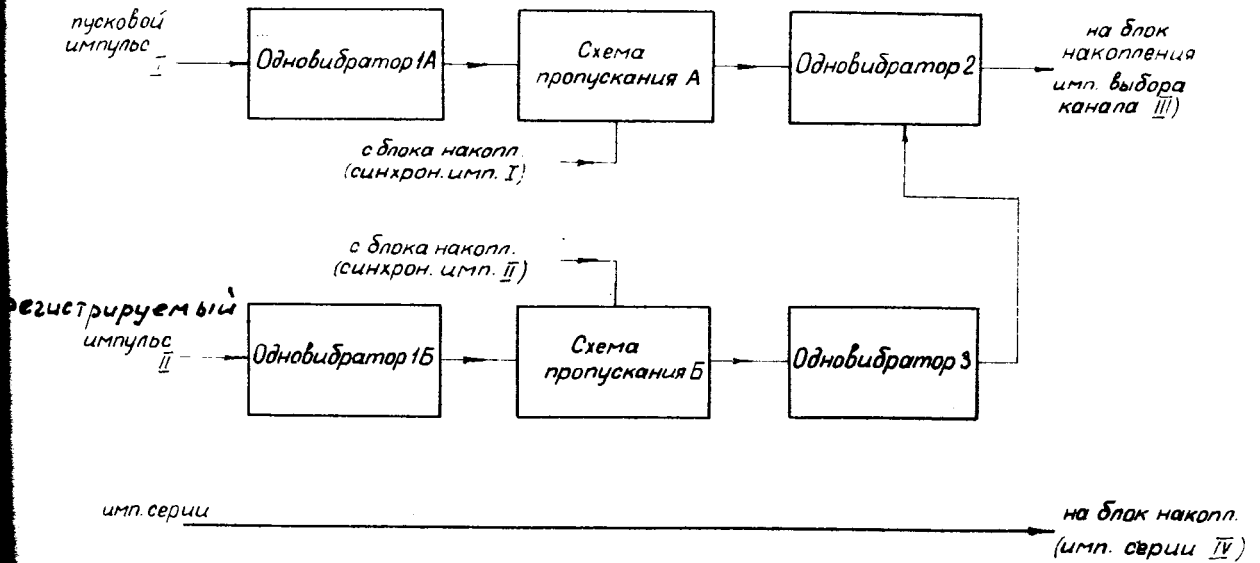 пусковой
импульс
I
Одновибратор 1А
Схема
пропускания А
Одновибратор 2
на блок
накопления
имп. выбора
канала III)
с блока накопл.
(синхрон. имп. I)
с блока накопл.
(синхрон. имп. II)
регистрируемый
импульс
II
Одновибратор 1Б
Схема
пропускания Б
Одновибратор 3
имп. серии
на блок накопл.
(имп. серии IV)